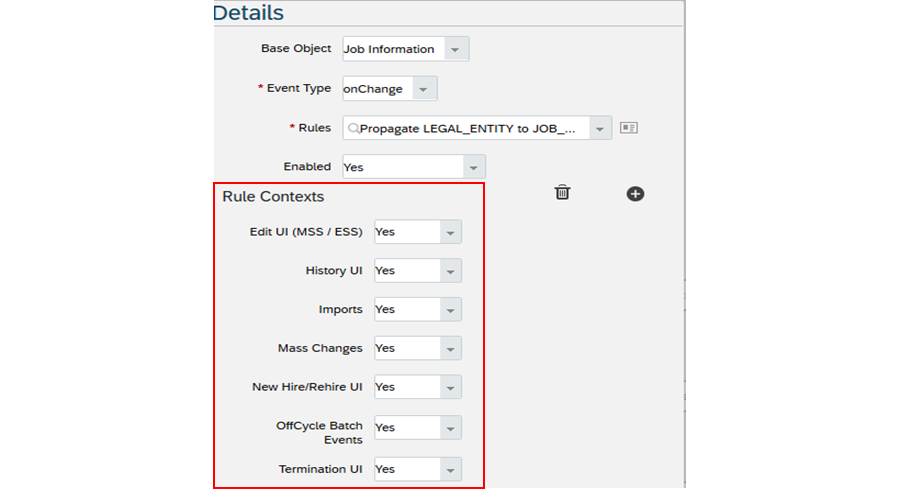 Details
Base Object Job Information
* Event Type onChange
* Rules Propagate LEGAL_ENTITY to JOB_...
Enabled Yes
Rule Contexts
Edit UI (MSS / ESS) Yes
History UI Yes
Imports Yes
Mass Changes Yes
New Hire/Rehire UI Yes
OffCycle Batch
Events Yes
Termination UI Yes